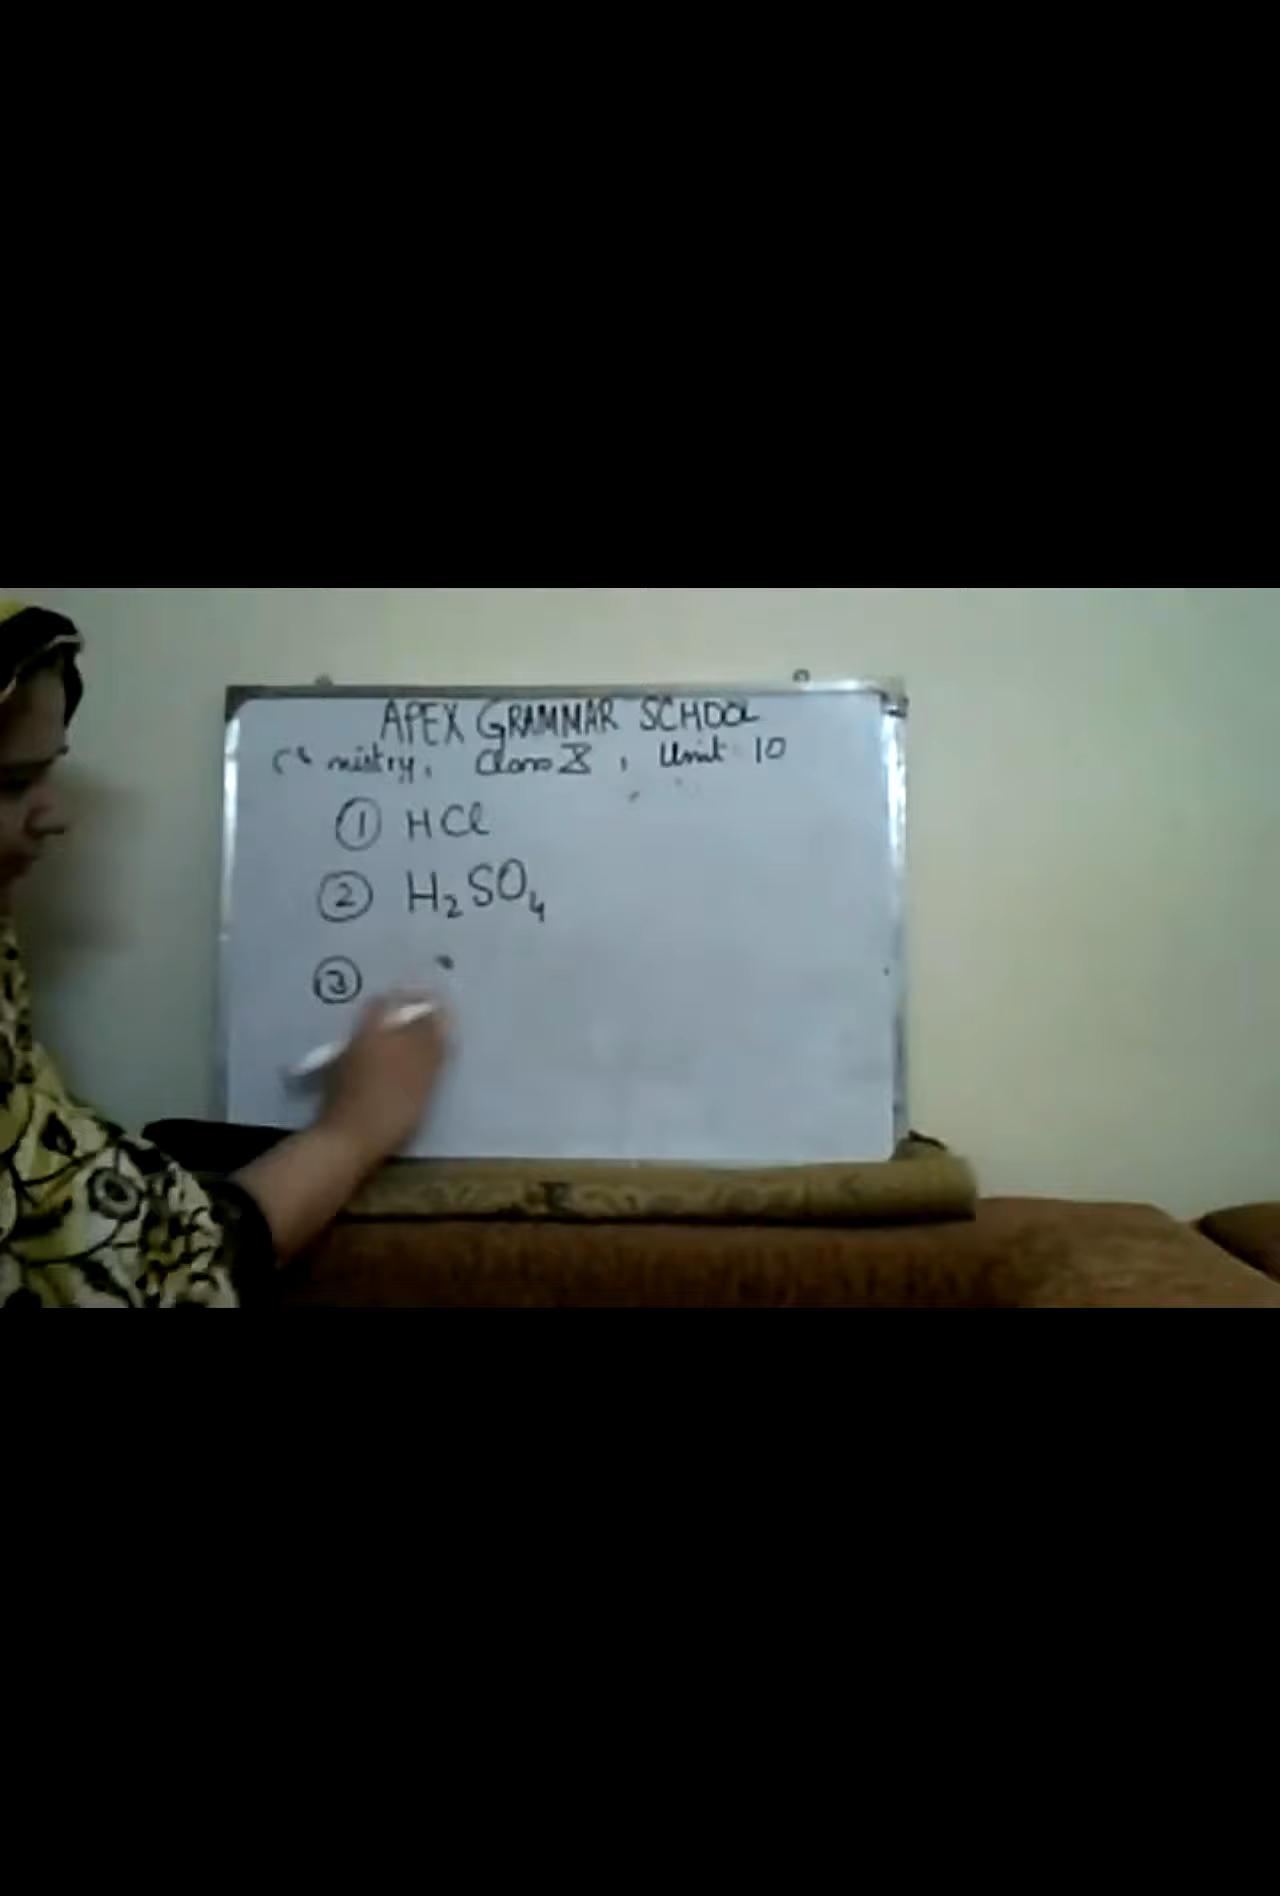 APEX GRAMMAR SCHOOL
Class X, Unit 10
① HCl
② H₂SO₄
③